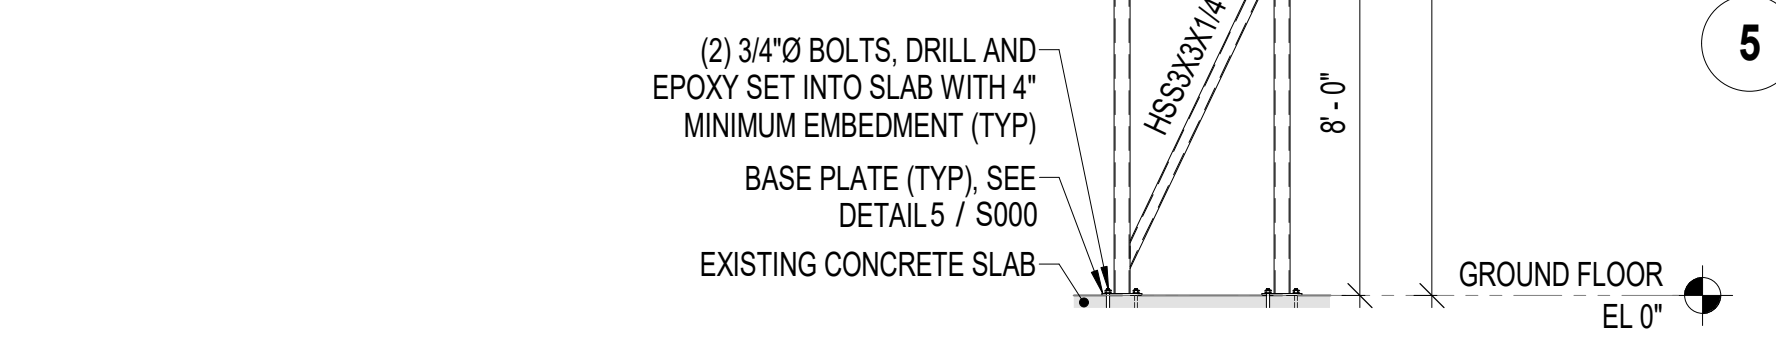 (2) 3/4"Ø BOLTS, DRILL AND
EPOXY SET INTO SLAB WITH 4"
MINIMUM EMBEDMENT (TYP)
BASE PLATE (TYP), SEE
DETAIL 5 / S000
EXISTING CONCRETE SLAB
HSS3X3X1/4
8' - 0"
5
GROUND FLOOR
EL 0"